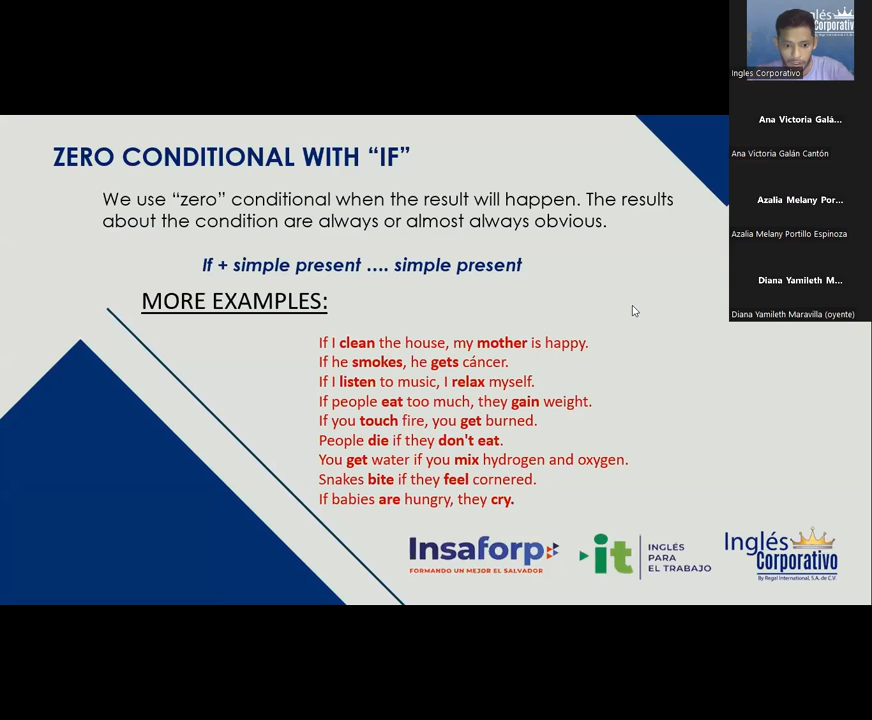 ZERO CONDITIONAL WITH “IF”
We use “zero” conditional when the result will happen. The results
about the condition are always or almost always obvious.
If + simple present …. simple present
MORE EXAMPLES:
If I clean the house, my mother is happy.
If he smokes, he gets cáncer.
If I listen to music, I relax myself.
If people eat too much, they gain weight.
If you touch fire, you get burned.
People die if they don't eat.
You get water if you mix hydrogen and oxygen.
Snakes bite if they feel cornered.
If babies are hungry, they cry.
Insaforp
FORMANDO UN MEJOR EL SALVADOR
it
INGLÉS
PARA
EL TRABAJO
Inglés
Corporativo
By Regal International, S.A. de C.V.
glés
Corporativo
Ingles Corporativo
Ana Victoria Galá...
Ana Victoria Galán Cantón
Azalia Melany Por...
Azalia Melany Portillo Espinoza
Diana Yamileth M...
Diana Yamileth Maravilla (oyente)